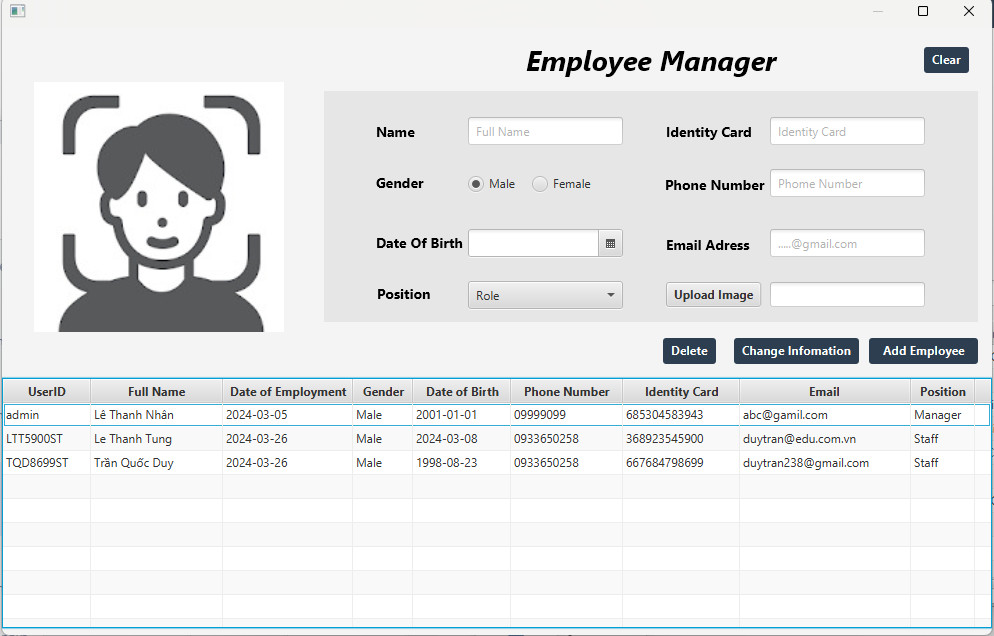 Employee Manager
Clear
Name Full Name Identity Card Identity Card
Gender Male Female Phone Number Phome Number
Date Of Birth Email Adress .....@gmail.com
Position Role Upload Image
Delete Change Infomation Add Employee
UserID Full Name Date of Employment Gender Date of Birth Phone Number Identity Card Email Position
admin Lê Thanh Nhân 2024-03-05 Male 2001-01-01 09999099 685304583943 abc@gamil.com Manager
LTT5900ST Le Thanh Tung 2024-03-26 Male 2024-03-08 0933650258 368923545900 duytran@edu.com.vn Staff
TQD8699ST Trần Quốc Duy 2024-03-26 Male 1998-08-23 0933650258 667684798699 duytran238@gmail.com Staff